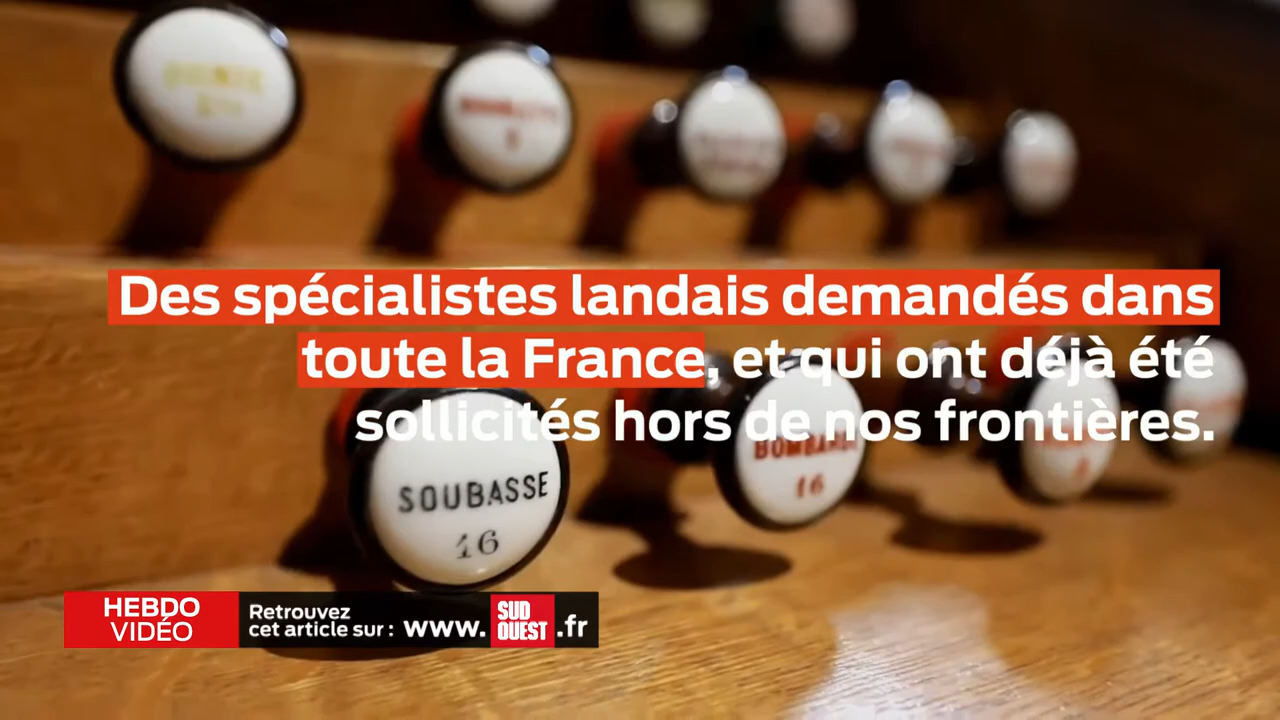 Des spécialistes landais demandés dans
toute la France, et qui ont déjà été
sollicités hors de nos frontières.
SOUBASSE
16
BOMBARDE
16
8
HEBDO
VIDÉO
Retrouvez
cet article sur : www.SUD OUEST.fr